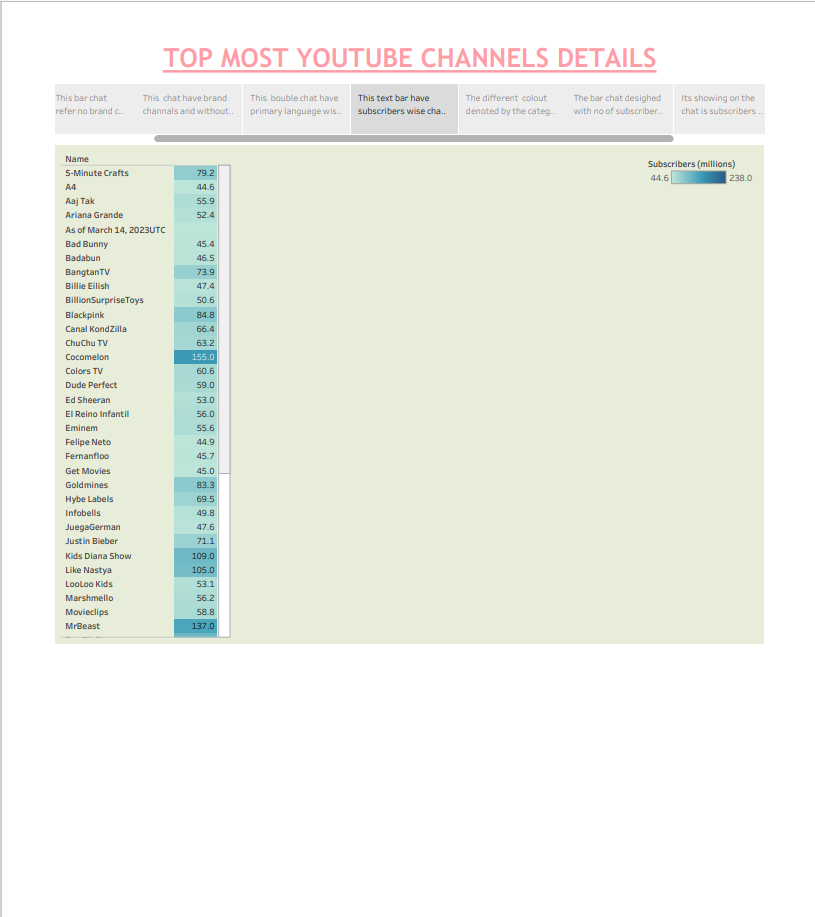 TOP MOST YOUTUBE CHANNELS DETAILS
This bar chat
refer no brand c..
This chat have brand
channels and without..
This bouble chat have
primary language wis..
This text bar have
subscribers wise cha..
The different colout
denoted by the categ..
The bar chat desighed
with no of subscriber..
Its showing on the
chat is subscribers...
Name
5-Minute Crafts 79.2
A4 44.6
Aaj Tak 55.9
Ariana Grande 52.4
As of March 14, 2023UTC
Bad Bunny 45.4
Badabun 46.5
BangtanTV 73.9
Billie Eilish 47.4
BillionSurpriseToys 50.6
Blackpink 84.8
Canal KondZilla 66.4
ChuChu TV 63.2
Cocomelon 155.0
Colors TV 60.6
Dude Perfect 59.0
Ed Sheeran 53.0
El Reino Infantil 56.0
Eminem 55.6
Felipe Neto 44.9
Fernanfloo 45.7
Get Movies 45.0
Goldmines 83.3
Hybe Labels 69.5
Infobells 49.8
JuegaGerman 47.6
Justin Bieber 71.1
Kids Diana Show 109.0
Like Nastya 105.0
LooLoo Kids 53.1
Marshmello 56.2
Movieclips 58.8
MrBeast 137.0
Subscribers (millions)
44.6 238.0